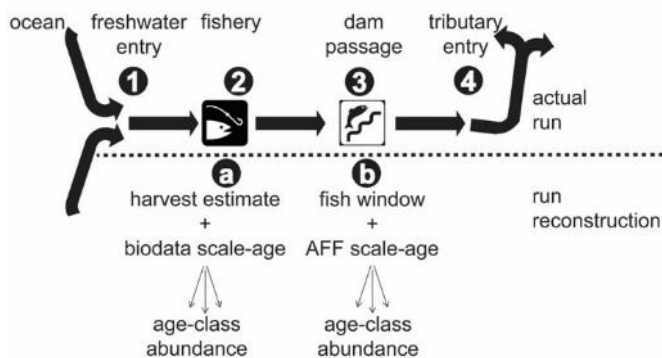 ocean freshwater entry fishery dam passage tributary entry
1 2 3 4
actual run
a b
harvest estimate + biodata scale-age
fish window + AFF scale-age
run reconstruction
age-class abundance
age-class abundance